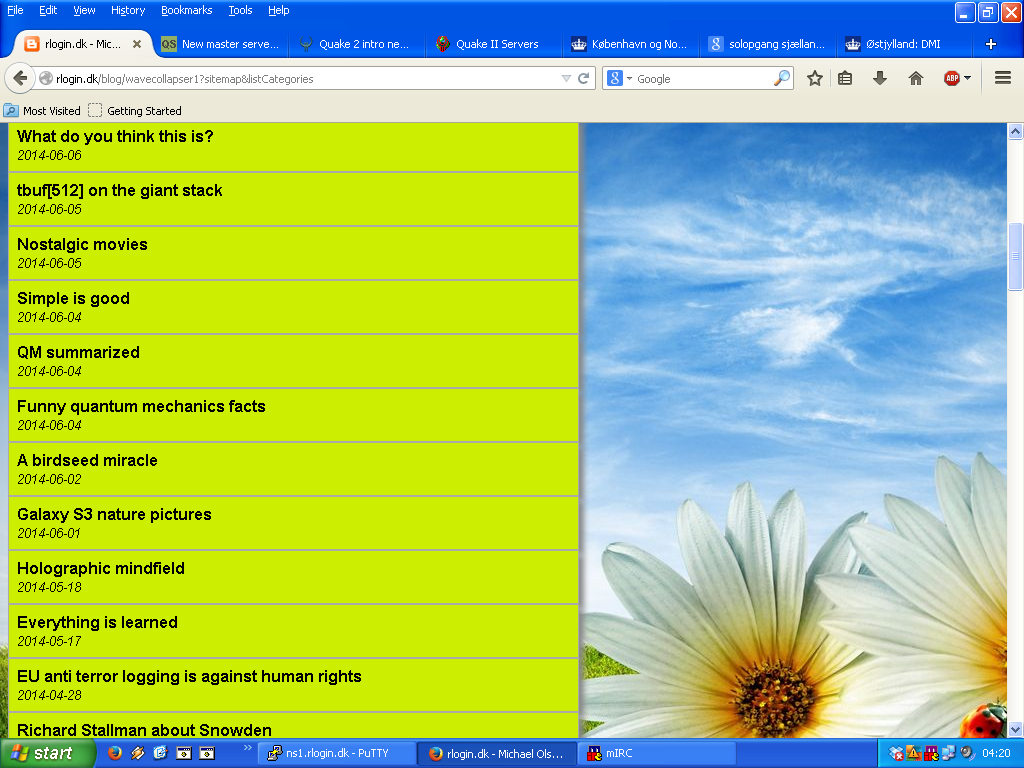 File Edit View History Bookmarks Tools Help
rlogin.dk - Mic...
New master serve...
Quake 2 intro ne...
Quake II Servers
København og No...
solopgang sjællan...
Østjylland: DMI
rlogin.dk/blog/wavecollapser1?sitemap&listCategories
Google
ABP
Most Visited Getting Started
What do you think this is?
2014-06-06
tbuf[512] on the giant stack
2014-06-05
Nostalgic movies
2014-06-05
Simple is good
2014-06-04
QM summarized
2014-06-04
Funny quantum mechanics facts
2014-06-04
A birdseed miracle
2014-06-02
Galaxy S3 nature pictures
2014-06-01
Holographic mindfield
2014-05-18
Everything is learned
2014-05-17
EU anti terror logging is against human rights
2014-04-28
Richard Stallman about Snowden
start
ns1.rlogin.dk - PuTTY
rlogin.dk - Michael Ols...
mIRC
04:20